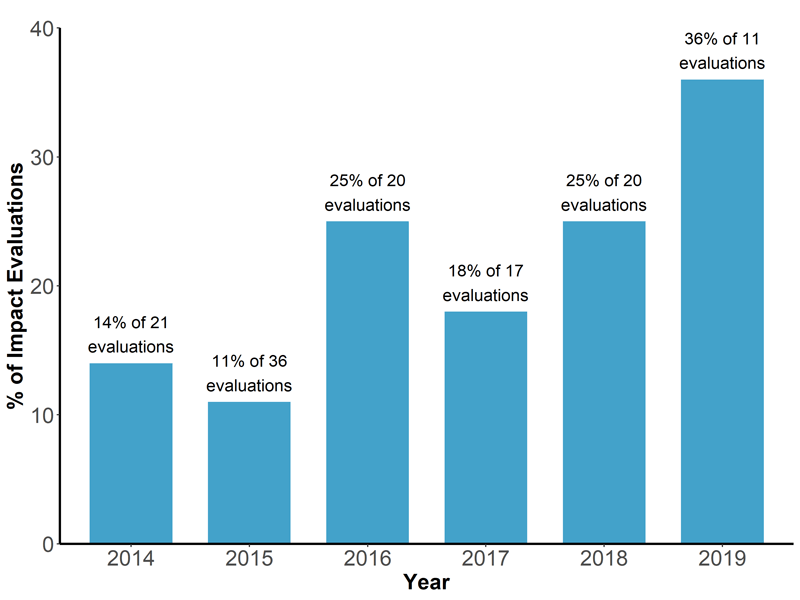 % of Impact Evaluations
40
30
20
10
0
14% of 21
evaluations
11% of 36
evaluations
25% of 20
evaluations
18% of 17
evaluations
25% of 20
evaluations
36% of 11
evaluations
2014
2015
2016
2017
2018
2019
Year